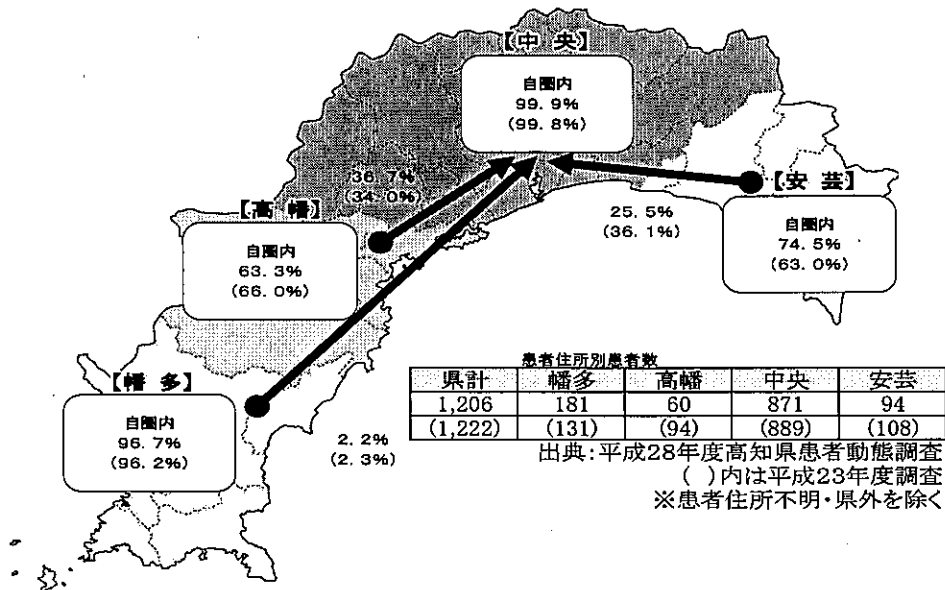 【中央】
自圏内
99.9%
(99.8%)
36.7%
(34.0%)
【高幡】
自圏内
63.3%
(66.0%)
【安芸】
自圏内
74.5%
(63.0%)
25.5%
(36.1%)
【幡多】
自圏内
96.7%
(96.2%)
2.2%
(2.3%)
患者住所別患者数
県計 幡多 高幡 中央 安芸
1,206 181 60 871 94
(1,222) (131) (94) (889) (108)
出典:平成28年度高知県患者動態調査
( )内は平成23年度調査
※患者住所不明・県外を除く